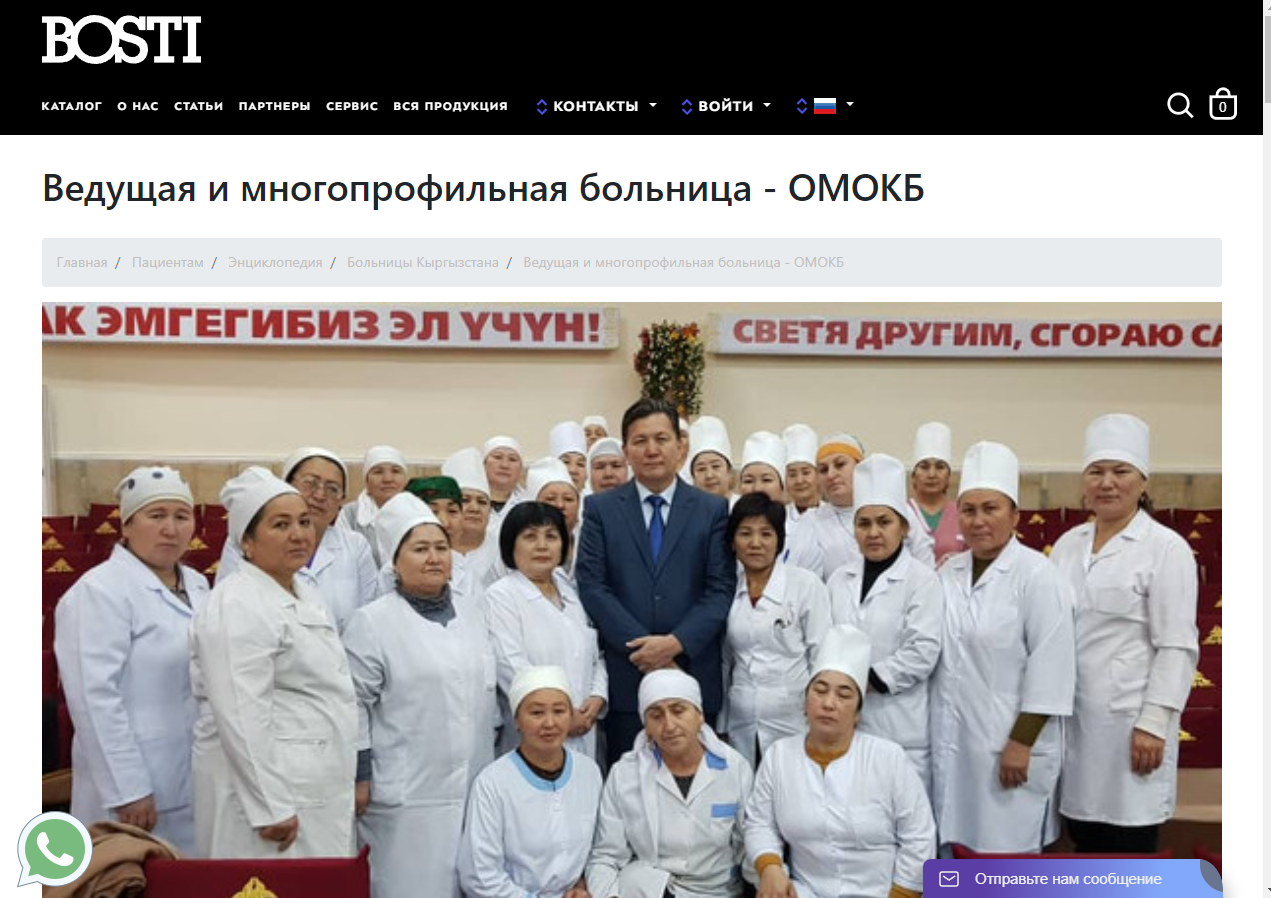 BOSTI
КАТАЛОГ О НАС СТАТЬИ ПАРТНЕРЫ СЕРВИС ВСЯ ПРОДУКЦИЯ КОНТАКТЫ ВОЙТИ
0
Ведущая и многопрофильная больница - ОМОКБ
Главная / Пациентам / Энциклопедия / Больницы Кыргызстана / Ведущая и многопрофильная больница - ОМОКБ
АК ЭМГЕГИБИЗ ЭЛ ҮЧҮН!
СВЕТЯ ДРУГИМ, СГОРАЮ СА
Отправьте нам сообщение